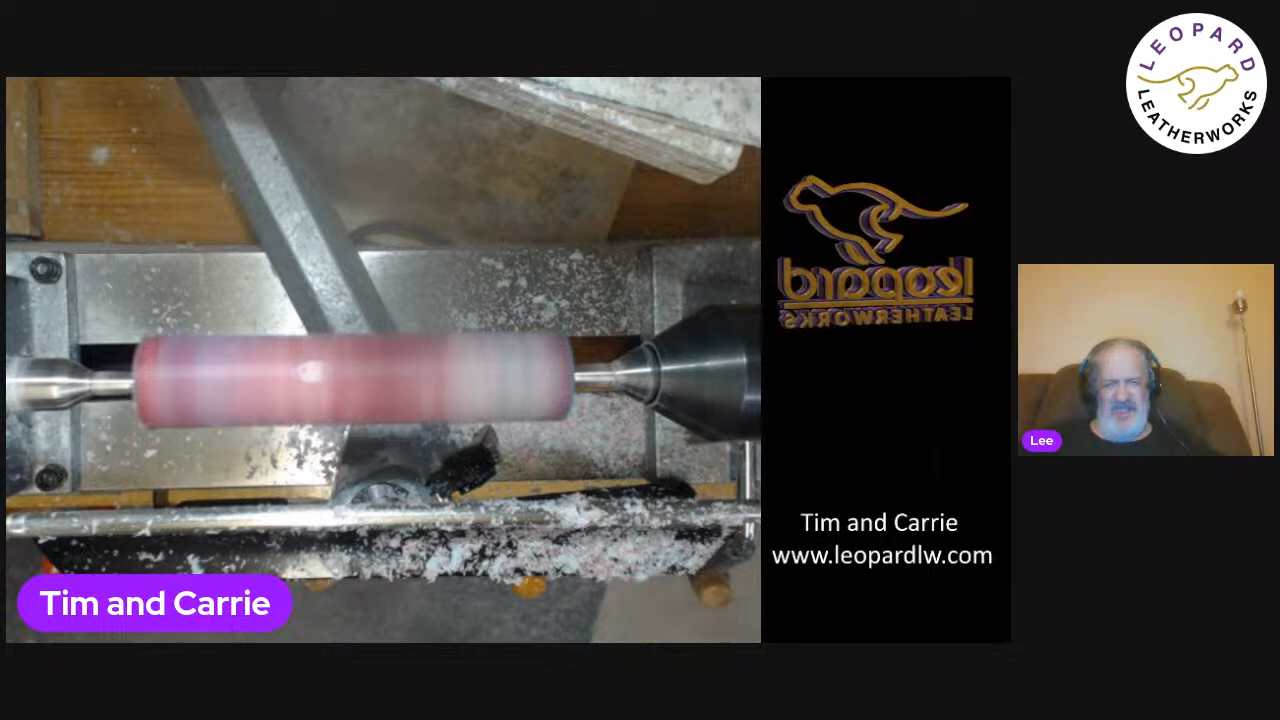 LEOPARD
LEATHERWORKS
leopard
LEATHERWORKS
Tim and Carrie
www.leopardlw.com
Lee
Tim and Carrie